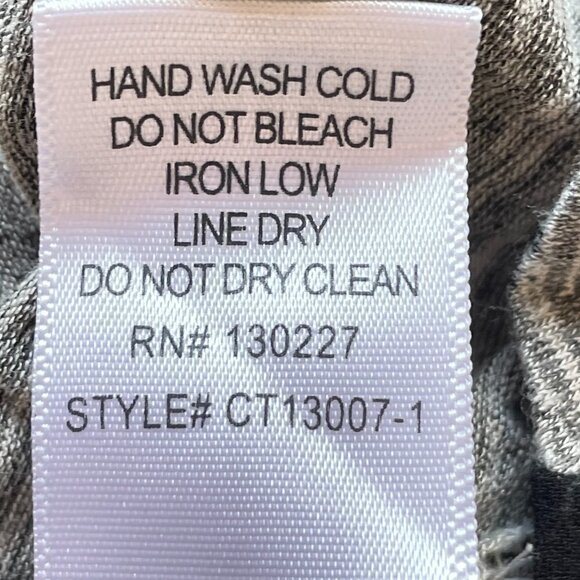 HAND WASH COLD
DO NOT BLEACH
IRON LOW
LINE DRY
DO NOT DRY CLEAN
RN# 130227
STYLE# CT13007-1